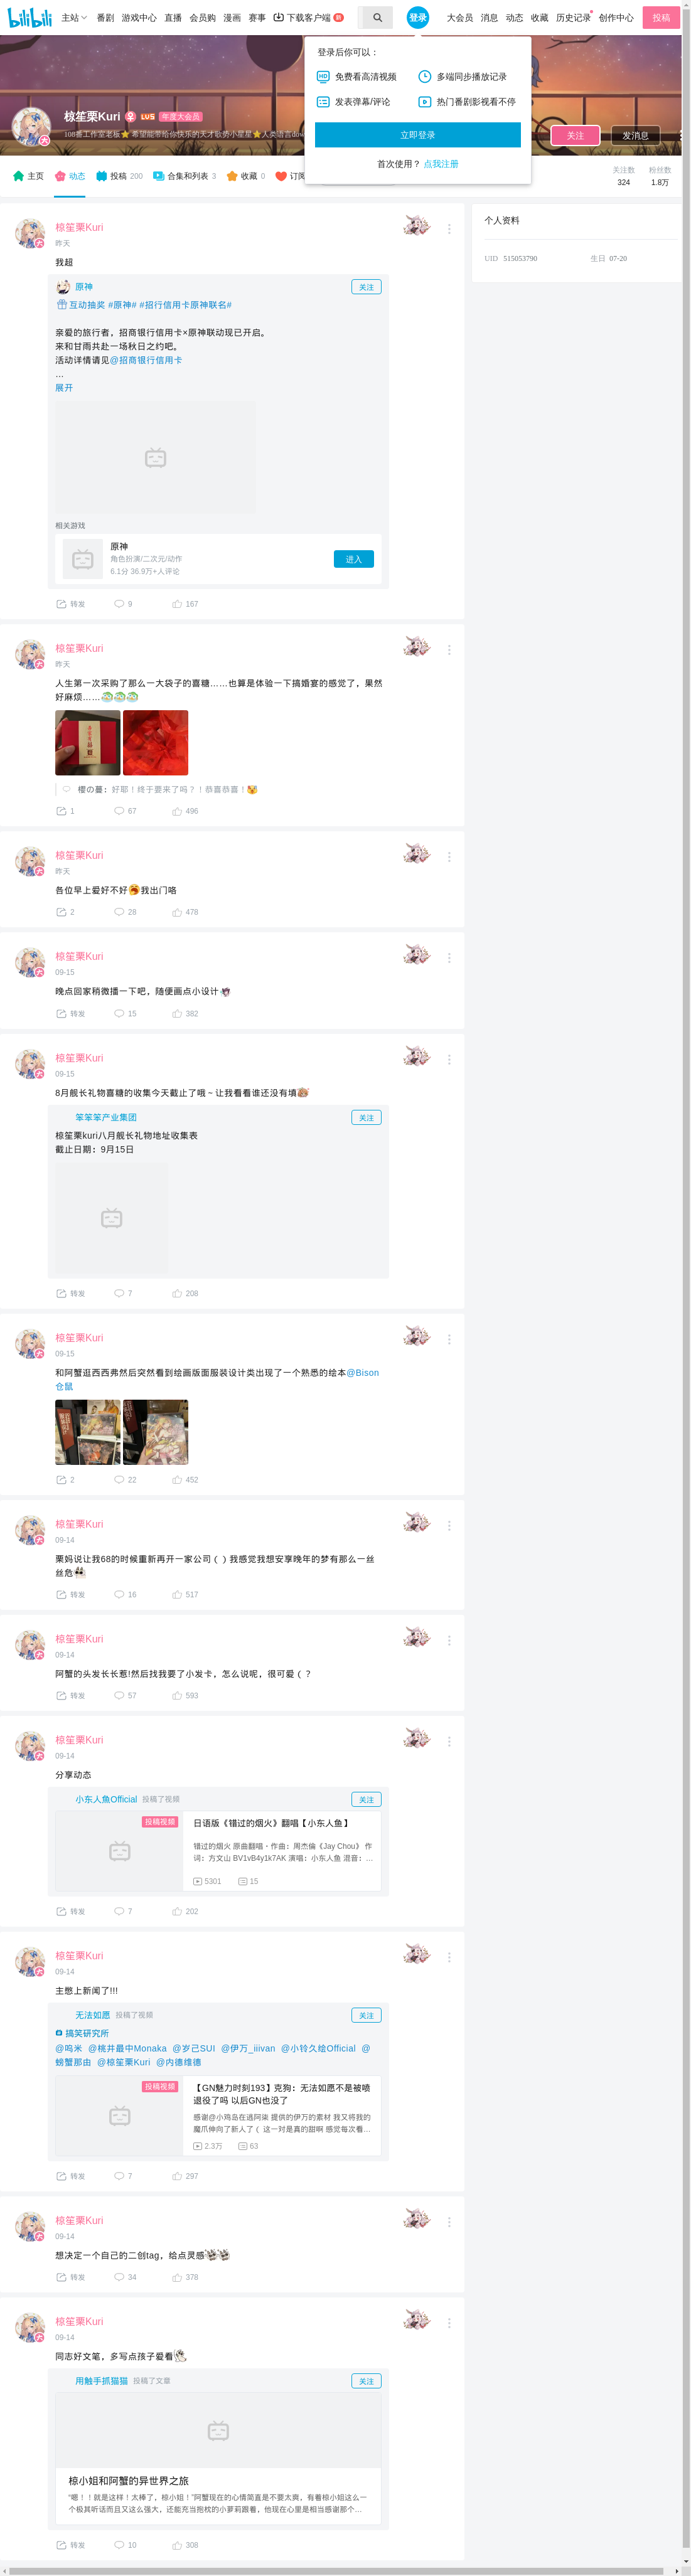 bilibili 主站 番剧 游戏中心 直播 会员购 漫画 赛事 下载客户端 新 登录 大会员 消息 动态 收藏 历史记录 创作中心 投稿
登录后你可以：
免费看高清视频 多端同步播放记录
发表弹幕/评论 热门番剧影视看不停
立即登录
首次使用？ 点我注册
椋笙栗Kuri LV5 年度大会员
108番工作室老板⭐ 希望能带给你快乐的天才歌势小星星⭐人类语言dow
关注 发消息
主页 动态 投稿 200 合集和列表 3 收藏 0 订阅
关注数 粉丝数
324 1.8万
个人资料
UID 515053790 生日 07-20
椋笙栗Kuri
昨天
我超
原神 关注
互动抽奖 #原神# #招行信用卡原神联名#
亲爱的旅行者，招商银行信用卡×原神联动现已开启。
来和甘雨共赴一场秋日之约吧。
活动详情请见@招商银行信用卡
...
展开
相关游戏
原神
角色扮演/二次元/动作
6.1分 36.9万+人评论
进入
转发 9 167
椋笙栗Kuri
昨天
人生第一次采购了那么一大袋子的喜糖……也算是体验一下搞婚宴的感觉了，果然
好麻烦……
樱の蔓：好耶！终于要来了吗？！恭喜恭喜！
1 67 496
椋笙栗Kuri
昨天
各位早上爱好不好我出门咯
2 28 478
椋笙栗Kuri
09-15
晚点回家稍微播一下吧，随便画点小设计
转发 15 382
椋笙栗Kuri
09-15
8月舰长礼物喜糖的收集今天截止了哦～让我看看谁还没有填
笨笨笨产业集团 关注
椋笙栗kuri八月舰长礼物地址收集表
截止日期：9月15日
转发 7 208
椋笙栗Kuri
09-15
和阿蟹逛西西弗然后突然看到绘画版面服装设计类出现了一个熟悉的绘本@Bison
仓鼠
2 22 452
椋笙栗Kuri
09-14
栗妈说让我68的时候重新再开一家公司（ ）我感觉我想安享晚年的梦有那么一丝
丝危
转发 16 517
椋笙栗Kuri
09-14
阿蟹的头发长长惹!然后找我要了小发卡，怎么说呢，很可爱（ ？
转发 57 593
椋笙栗Kuri
09-14
分享动态
小东人魚Official 投稿了视频 关注
投稿视频
日语版《错过的烟火》翻唱【小东人鱼】
错过的烟火 原曲翻唱・作曲：周杰倫《Jay Chou》 作
词：方文山 BV1vB4y1k7AK 演唱：小东人鱼 混音：...
5301 15
转发 7 202
椋笙栗Kuri
09-14
主憋上新闻了!!!
无法如愿 投稿了视频 关注
搞笑研究所
@鸣米 @桃井最中Monaka @岁己SUI @伊万_iiivan @小铃久绘Official @
螃蟹那由 @椋笙栗Kuri @内德维德
投稿视频
【GN魅力时刻193】克狗：无法如愿不是被喷
退役了吗 以后GN也没了
感谢@小鸡岛在逃阿柒 提供的伊万的素材 我又将我的
魔爪伸向了新人了（ 这一对是真的甜啊 感觉每次看...
2.3万 63
转发 7 297
椋笙栗Kuri
09-14
想决定一个自己的二创tag，给点灵感
转发 34 378
椋笙栗Kuri
09-14
同志好文笔，多写点孩子爱看
用触手抓猫猫 投稿了文章 关注
椋小姐和阿蟹的异世界之旅
“嗯！！就是这样！太棒了，椋小姐！”阿蟹现在的心情简直是不要太爽，有着椋小姐这么一
个极其听话而且又这么强大，还能充当抱枕的小萝莉跟着，他现在心里是相当感谢那个...
转发 10 308